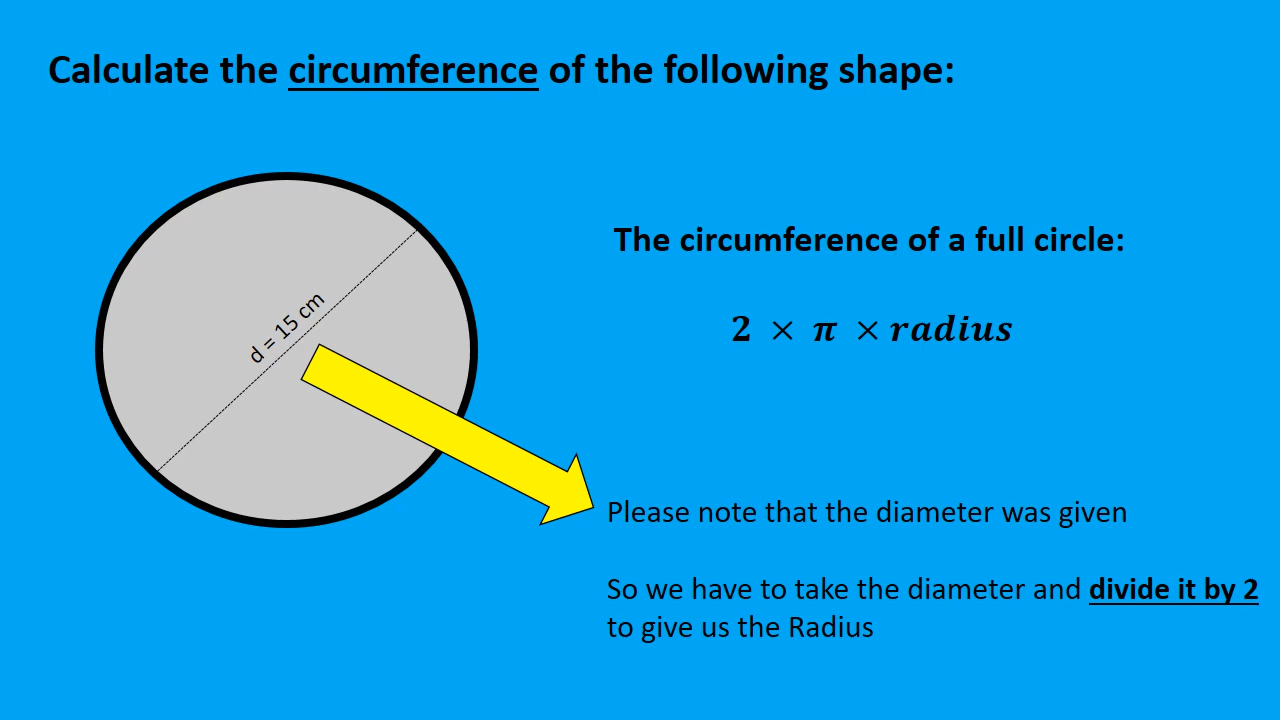 Calculate the circumference of the following shape:
d = 15 cm
The circumference of a full circle:
2 × π × radius
Please note that the diameter was given
So we have to take the diameter and divide it by 2
to give us the Radius